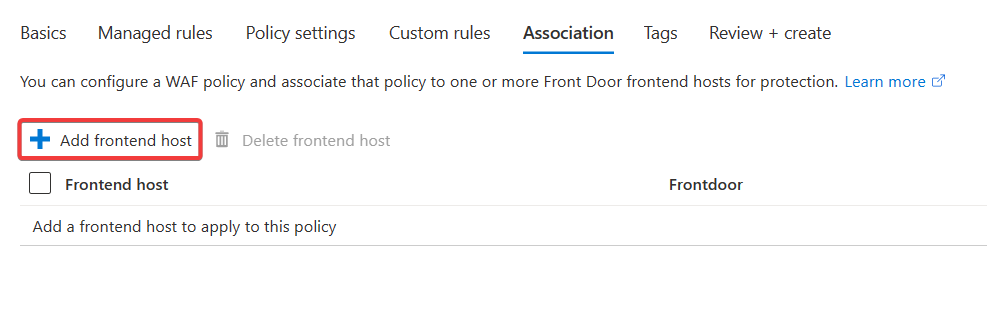 Basics Managed rules Policy settings Custom rules Association Tags Review + create
You can configure a WAF policy and associate that policy to one or more Front Door frontend hosts for protection. Learn more
Add frontend host Delete frontend host
Frontend host Frontdoor
Add a frontend host to apply to this policy